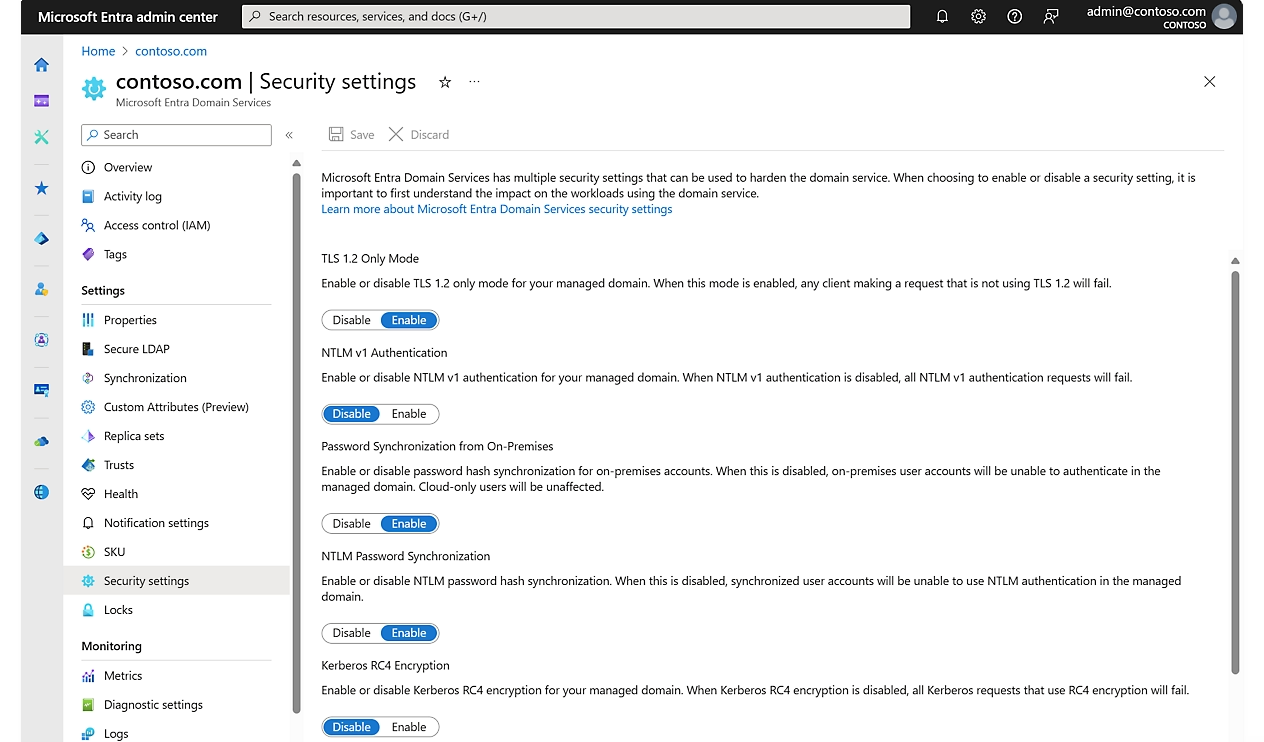 Microsoft Entra admin center
Search resources, services, and docs (G+/)
admin@contoso.com
CONTOSO
Home > contoso.com
contoso.com | Security settings
Microsoft Entra Domain Services
Search
Overview
Activity log
Access control (IAM)
Tags
Settings
Properties
Secure LDAP
Synchronization
Custom Attributes (Preview)
Replica sets
Trusts
Health
Notification settings
SKU
Security settings
Locks
Monitoring
Metrics
Diagnostic settings
Logs
Save Discard
Microsoft Entra Domain Services has multiple security settings that can be used to harden the domain service. When choosing to enable or disable a security setting, it is
important to first understand the impact on the workloads using the domain service.
Learn more about Microsoft Entra Domain Services security settings
TLS 1.2 Only Mode
Enable or disable TLS 1.2 only mode for your managed domain. When this mode is enabled, any client making a request that is not using TLS 1.2 will fail.
Disable Enable
NTLM v1 Authentication
Enable or disable NTLM v1 authentication for your managed domain. When NTLM v1 authentication is disabled, all NTLM v1 authentication requests will fail.
Disable Enable
Password Synchronization from On-Premises
Enable or disable password hash synchronization for on-premises accounts. When this is disabled, on-premises user accounts will be unable to authenticate in the
managed domain. Cloud-only users will be unaffected.
Disable Enable
NTLM Password Synchronization
Enable or disable NTLM password hash synchronization. When this is disabled, synchronized user accounts will be unable to use NTLM authentication in the managed
domain.
Disable Enable
Kerberos RC4 Encryption
Enable or disable Kerberos RC4 encryption for your managed domain. When Kerberos RC4 encryption is disabled, all Kerberos requests that use RC4 encryption will fail.
Disable Enable